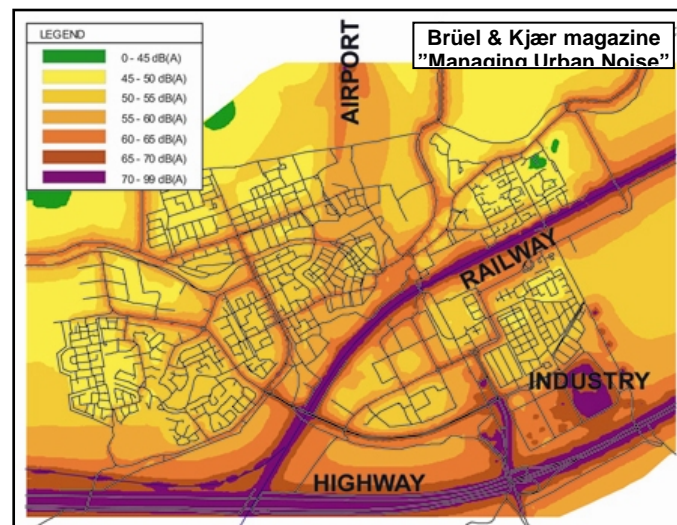 LEGEND
0 - 45 dB(A)
45 - 50 dB(A)
50 - 55 dB(A)
55 - 60 dB(A)
60 - 65 dB(A)
65 - 70 dB(A)
70 - 99 dB(A)
AIRPORT
Brüel & Kjær magazine
”Managing Urban Noise”
RAILWAY
INDUSTRY
HIGHWAY